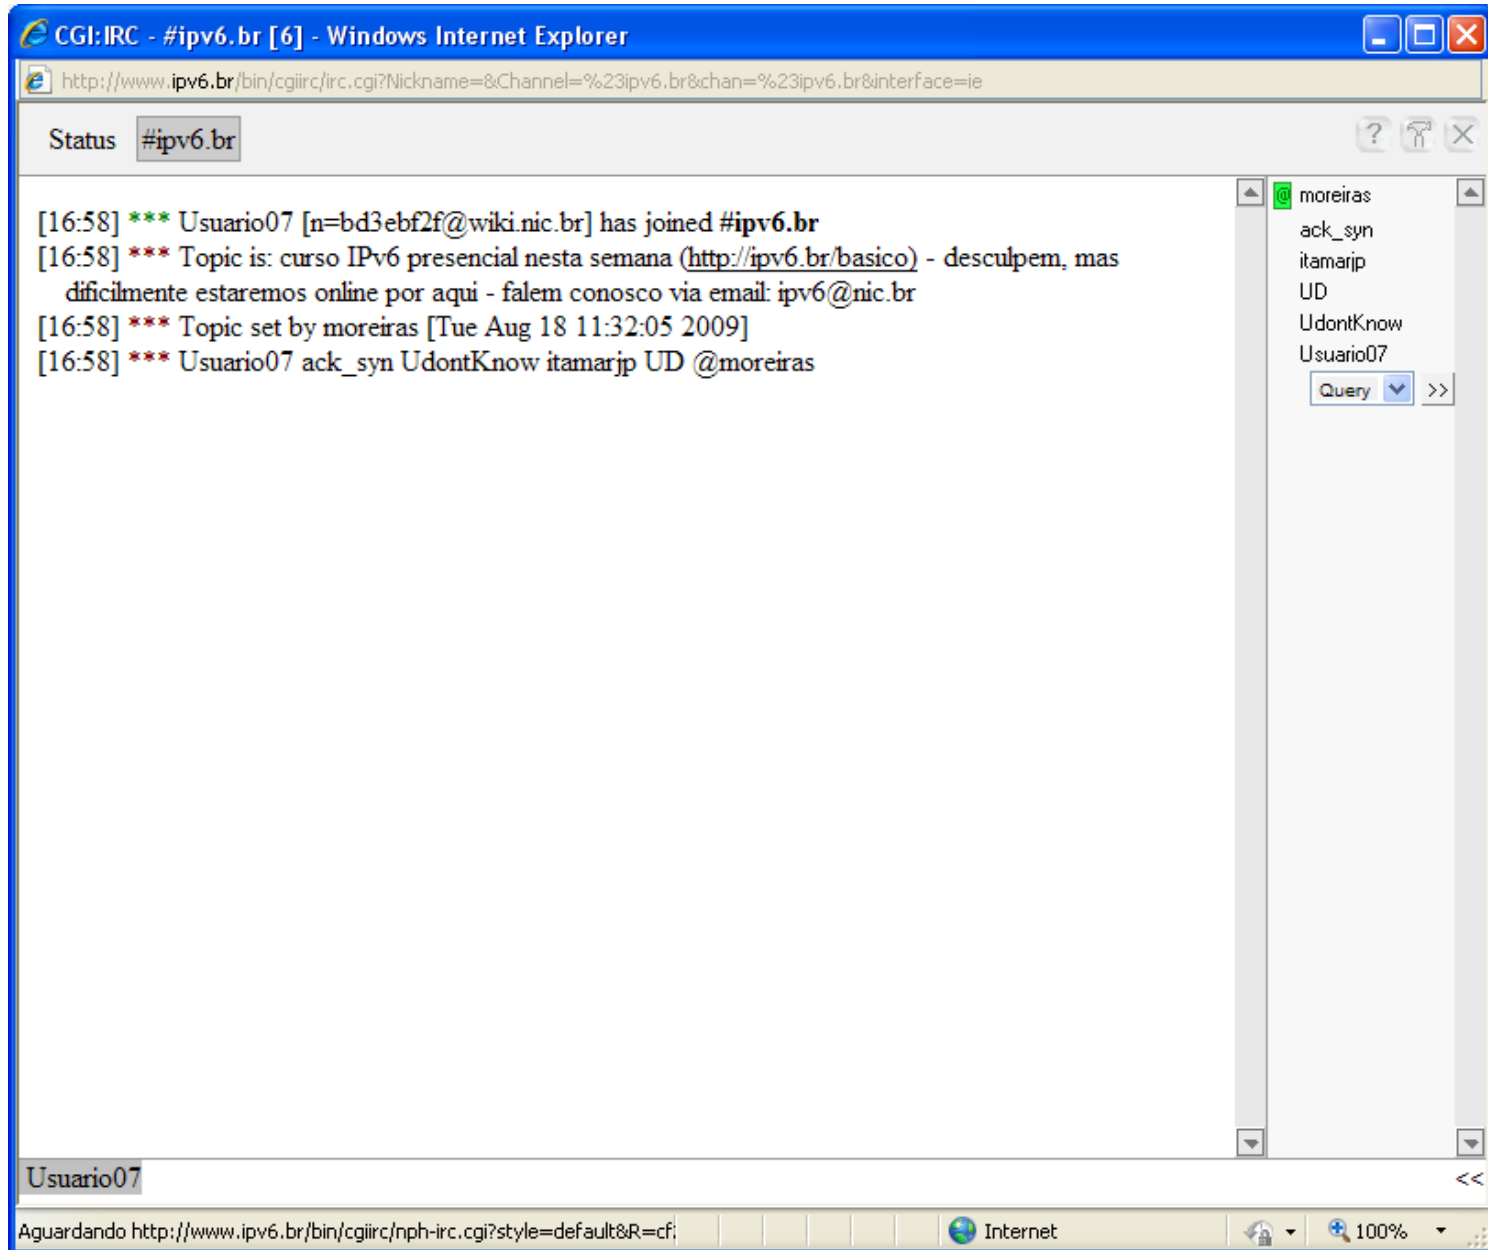 CGI:IRC - #ipv6.br [6] - Windows Internet Explorer
http://www.ipv6.br/bin/cgiirc/irc.cgi?Nickname=&Channel=%23ipv6.br&chan=%23ipv6.br&interface=ie
Status #ipv6.br
[16:58] *** Usuario07 [n=bd3ebf2f@wiki.nic.br] has joined #ipv6.br
[16:58] *** Topic is: curso IPv6 presencial nesta semana (http://ipv6.br/basico) - desculpem, mas
dificilmente estaremos online por aqui - falem conosco via email: ipv6@nic.br
[16:58] *** Topic set by moreiras [Tue Aug 18 11:32:05 2009]
[16:58] *** Usuario07 ack_syn UdontKnow itamarjp UD @moreiras
@ moreiras
ack_syn
itamarjp
UD
UdontKnow
Usuario07
Query >>
Usuario07 <<
Aguardando http://www.ipv6.br/bin/cgiirc/nph-irc.cgi?style=default&R=cf; Internet 100%